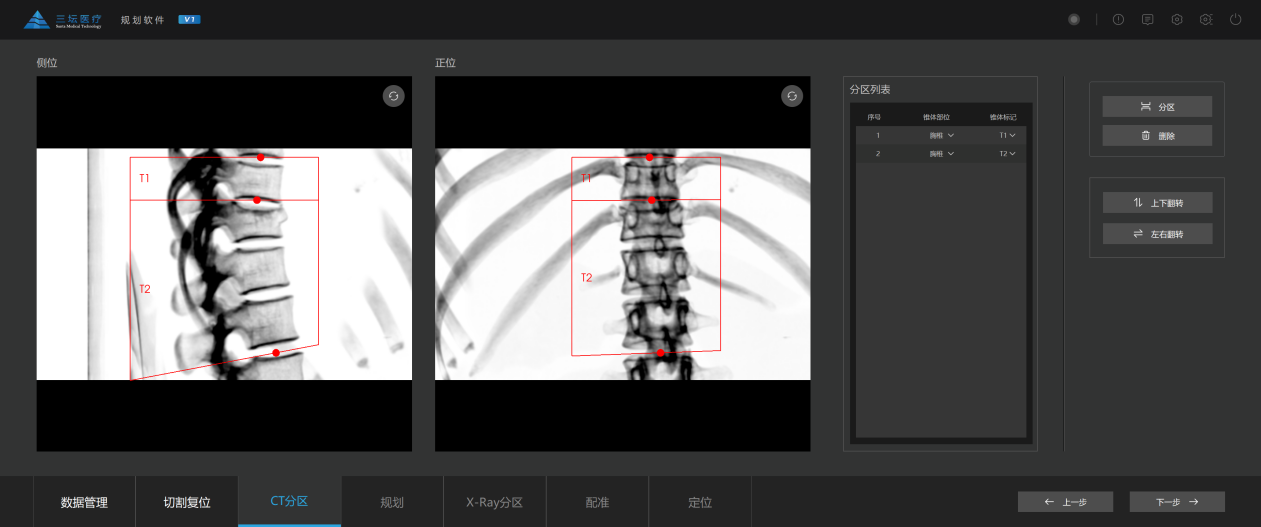 三坛医疗
Santa Medical Technology
规划软件 V1
侧位
正位
T1
T2
T1
T2
分区列表
序号 锥体部位 锥体标记
1 胸椎 T1
2 胸椎 T2
分区
删除
上下翻转
左右翻转
数据管理 切割复位 CT分区 规划 X-Ray分区 配准 定位
上一步 下一步